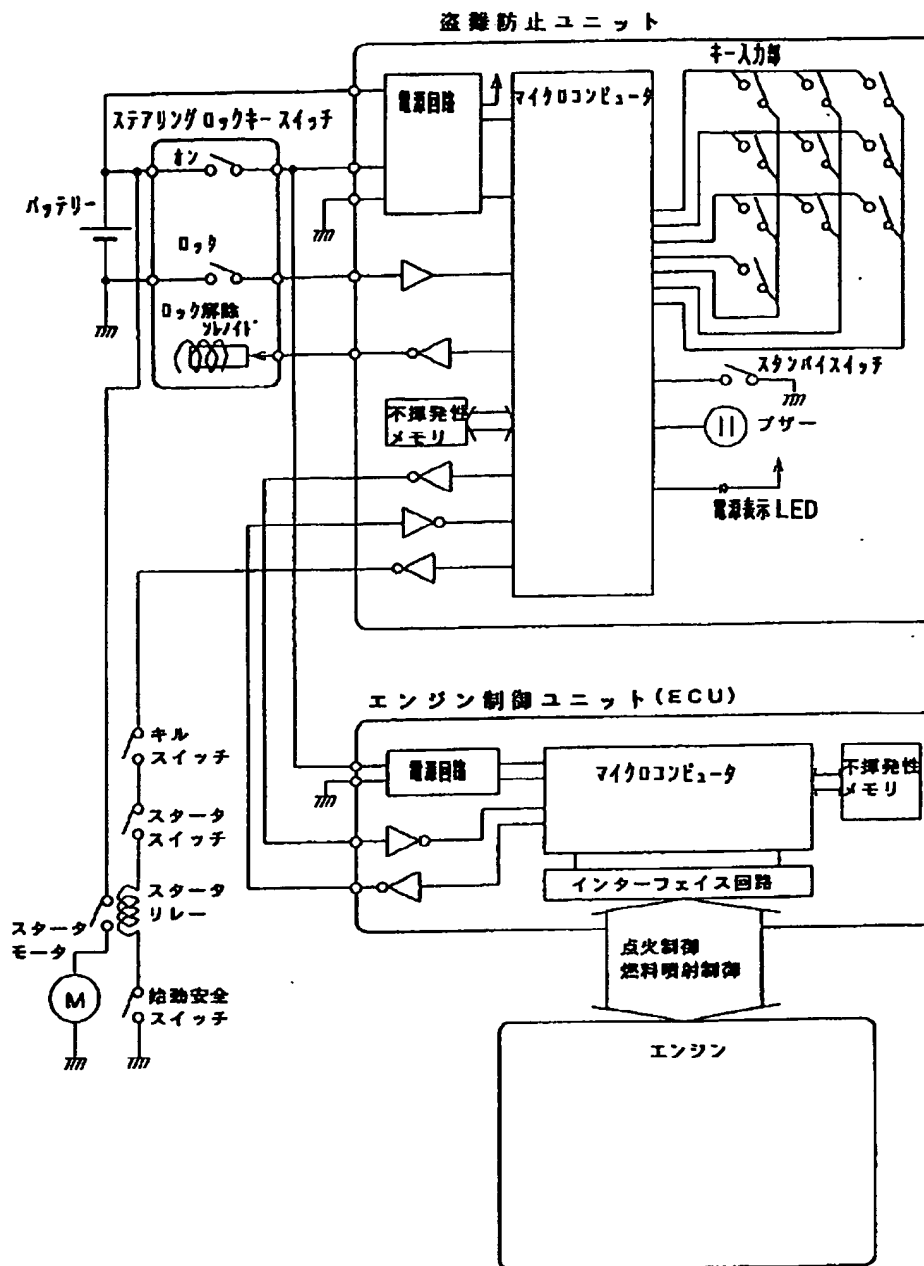 盗難防止ユニット
キー入力部
電源回路
マイクロコンピュータ
ステアリングロックキースイッチ
オン
バッテリー
ロック
ロック解除
ソレノイド
スタンバイスイッチ
不揮発性
メモリ
ブザー
電源表示LED
エンジン制御ユニット(ECU)
キル
スイッチ
電源回路
マイクロコンピュータ
不揮発性
メモリ
スタータ
スイッチ
インターフェイス回路
スタータ
リレー
スタータ
モータ
点火制御
燃料噴射制御
M
始動安全
スイッチ
エンジン